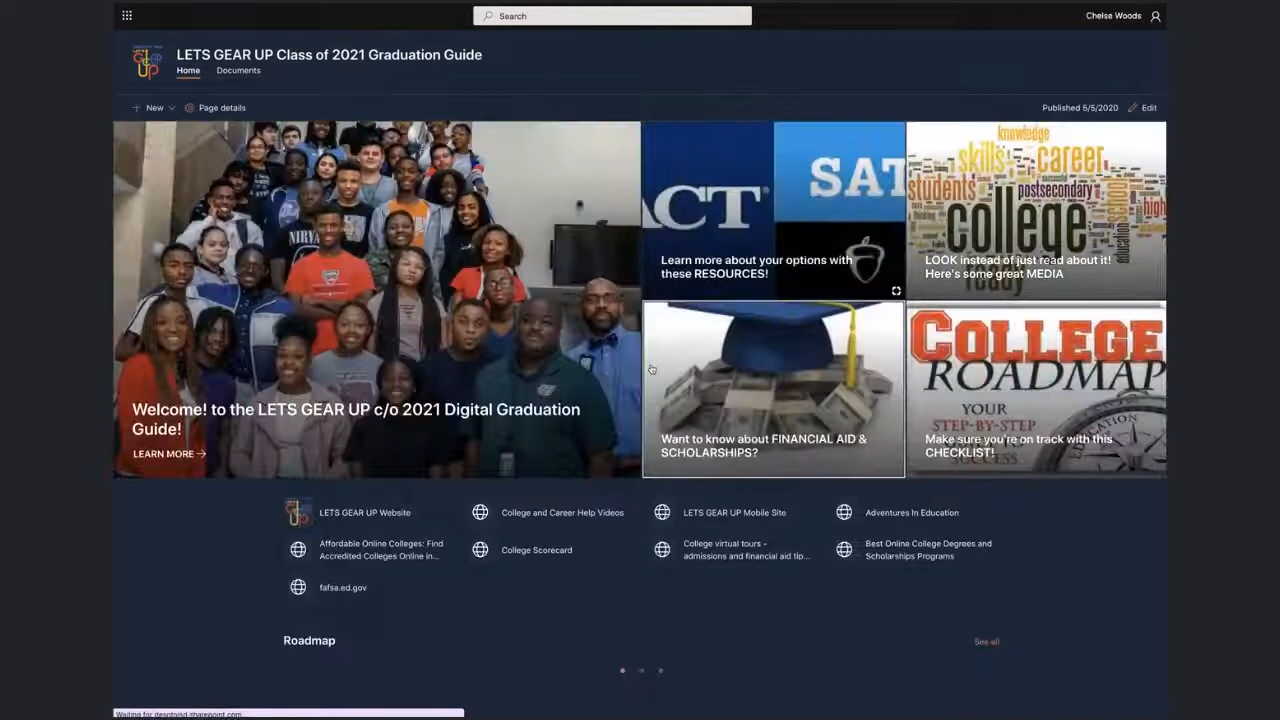 Search
Chelse Woods
LETS GEAR UP Class of 2021 Graduation Guide
Home
Documents
New
Page details
Published 5/5/2020
Edit
Welcome! to the LETS GEAR UP c/o 2021 Digital Graduation
Guide!
LEARN MORE
ACT
SAT
Learn more about your options with
these RESOURCES!
knowledge
skills
career
students
postsecondary
college
high
ready
LOOK instead of just read about it!
Here's some great MEDIA
Want to know about FINANCIAL AID &
SCHOLARSHIPS?
COLLEGE
ROADMAP
YOUR
STEP-BY-STEP
SUCCESS
EDUCATION
Make sure you're on track with this
CHECKLIST!
LETS GEAR UP Website
College and Career Help Videos
LETS GEAR UP Mobile Site
Adventures In Education
Affordable Online Colleges: Find
Accredited Colleges Online in...
College Scorecard
College virtual tours -
admissions and financial aid tip...
Best Online College Degrees and
Scholarships Programs
fafsa.ed.gov
Roadmap
See all